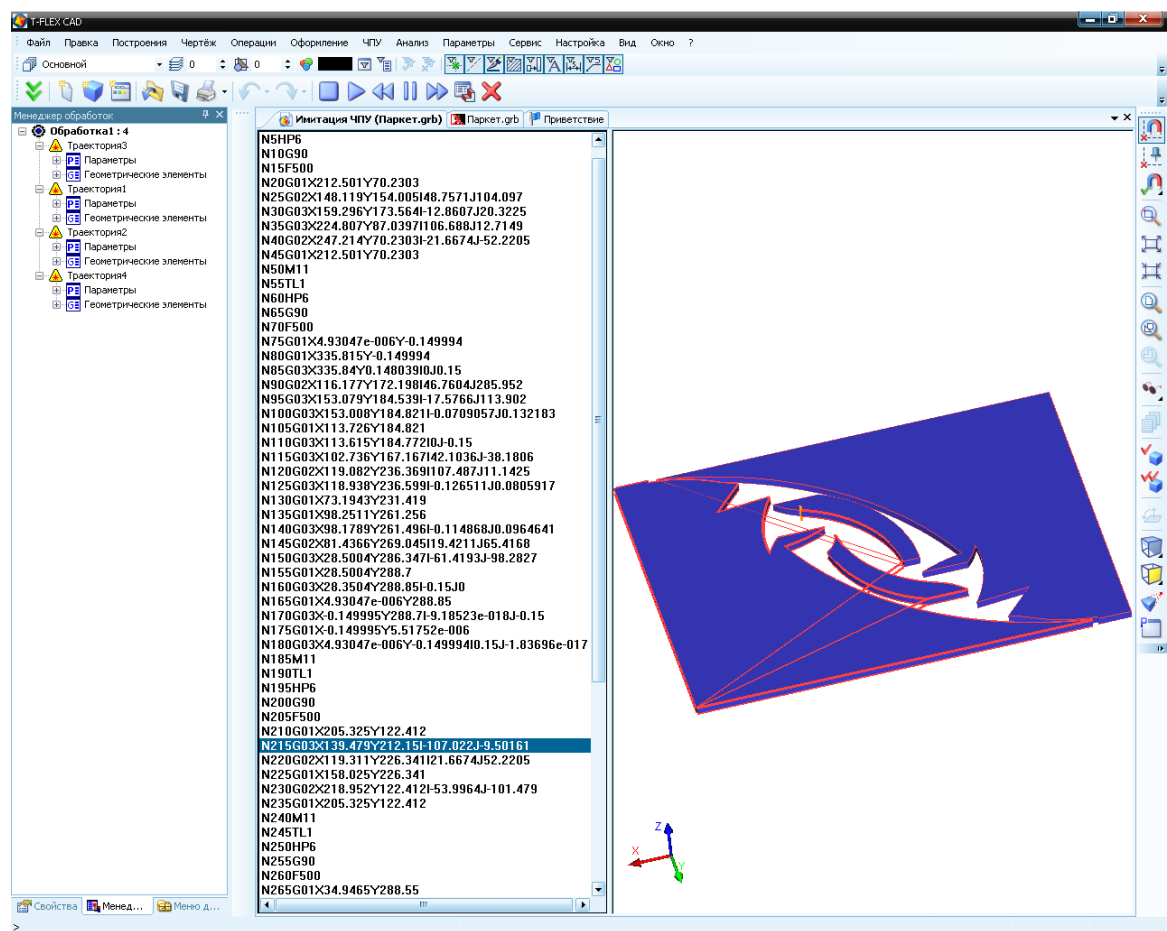 T-FLEX CAD
Файл Правка Построения Чертёж Операции Оформление ЧПУ Анализ Параметры Сервис Настройка Вид Окно ?
Основной 0 0
Менеджер обработок
Имитация ЧПУ (Паркет.grb) Паркет.grb Приветствие
Обработка1 : 4
Траектория3
Параметры
Геометрические элементы
Траектория1
Параметры
Геометрические элементы
Траектория2
Параметры
Геометрические элементы
Траектория4
Параметры
Геометрические элементы
N5HP6
N10G90
N15F500
N20G01X212.501Y70.2303
N25G02X148.119Y154.005I48.7571J104.097
N30G03X159.296Y173.564I-12.8607J20.3225
N35G03X224.807Y87.0397I106.688J12.7149
N40G02X247.214Y70.2303I-21.6674J-52.2205
N45G01X212.501Y70.2303
N50M11
N55TL1
N60HP6
N65G90
N70F500
N75G01X4.93047e-006Y-0.149994
N80G01X335.815Y-0.149994
N85G03X335.84Y0.148039I0J0.15
N90G02X116.177Y172.198I46.7604J285.952
N95G03X153.079Y184.539I-17.5766J113.902
N100G03X153.008Y184.821I-0.0709057J0.132183
N105G01X113.726Y184.821
N110G03X113.615Y184.772I0J-0.15
N115G03X102.736Y167.167I42.1036J-38.1806
N120G02X119.082Y236.369I107.487J11.1425
N125G03X118.938Y236.599I-0.126511J0.0805917
N130G01X73.1943Y231.419
N135G01X98.2511Y261.256
N140G03X98.1789Y261.496I-0.114868J0.0964641
N145G02X81.4366Y269.045I19.4211J65.4168
N150G03X28.5004Y286.347I-61.4193J-98.2827
N155G01X28.5004Y288.7
N160G03X28.3504Y288.85I-0.15J0
N165G01X4.93047e-006Y288.85
N170G03X-0.149995Y288.7I-9.18523e-018J-0.15
N175G01X-0.149995Y5.51752e-006
N180G03X4.93047e-006Y-0.149994I0.15J-1.83696e-017
N185M11
N190TL1
N195HP6
N200G90
N205F500
N210G01X205.325Y122.412
N215G03X139.479Y212.15I-107.022J-9.50161
N220G02X119.311Y226.341I21.6674J52.2205
N225G01X158.025Y226.341
N230G02X218.952Y122.412I-53.9964J-101.479
N235G01X205.325Y122.412
N240M11
N245TL1
N250HP6
N255G90
N260F500
N265G01X34.9465Y288.55
Z
X
Y
Свойства Менед... Меню д...
>